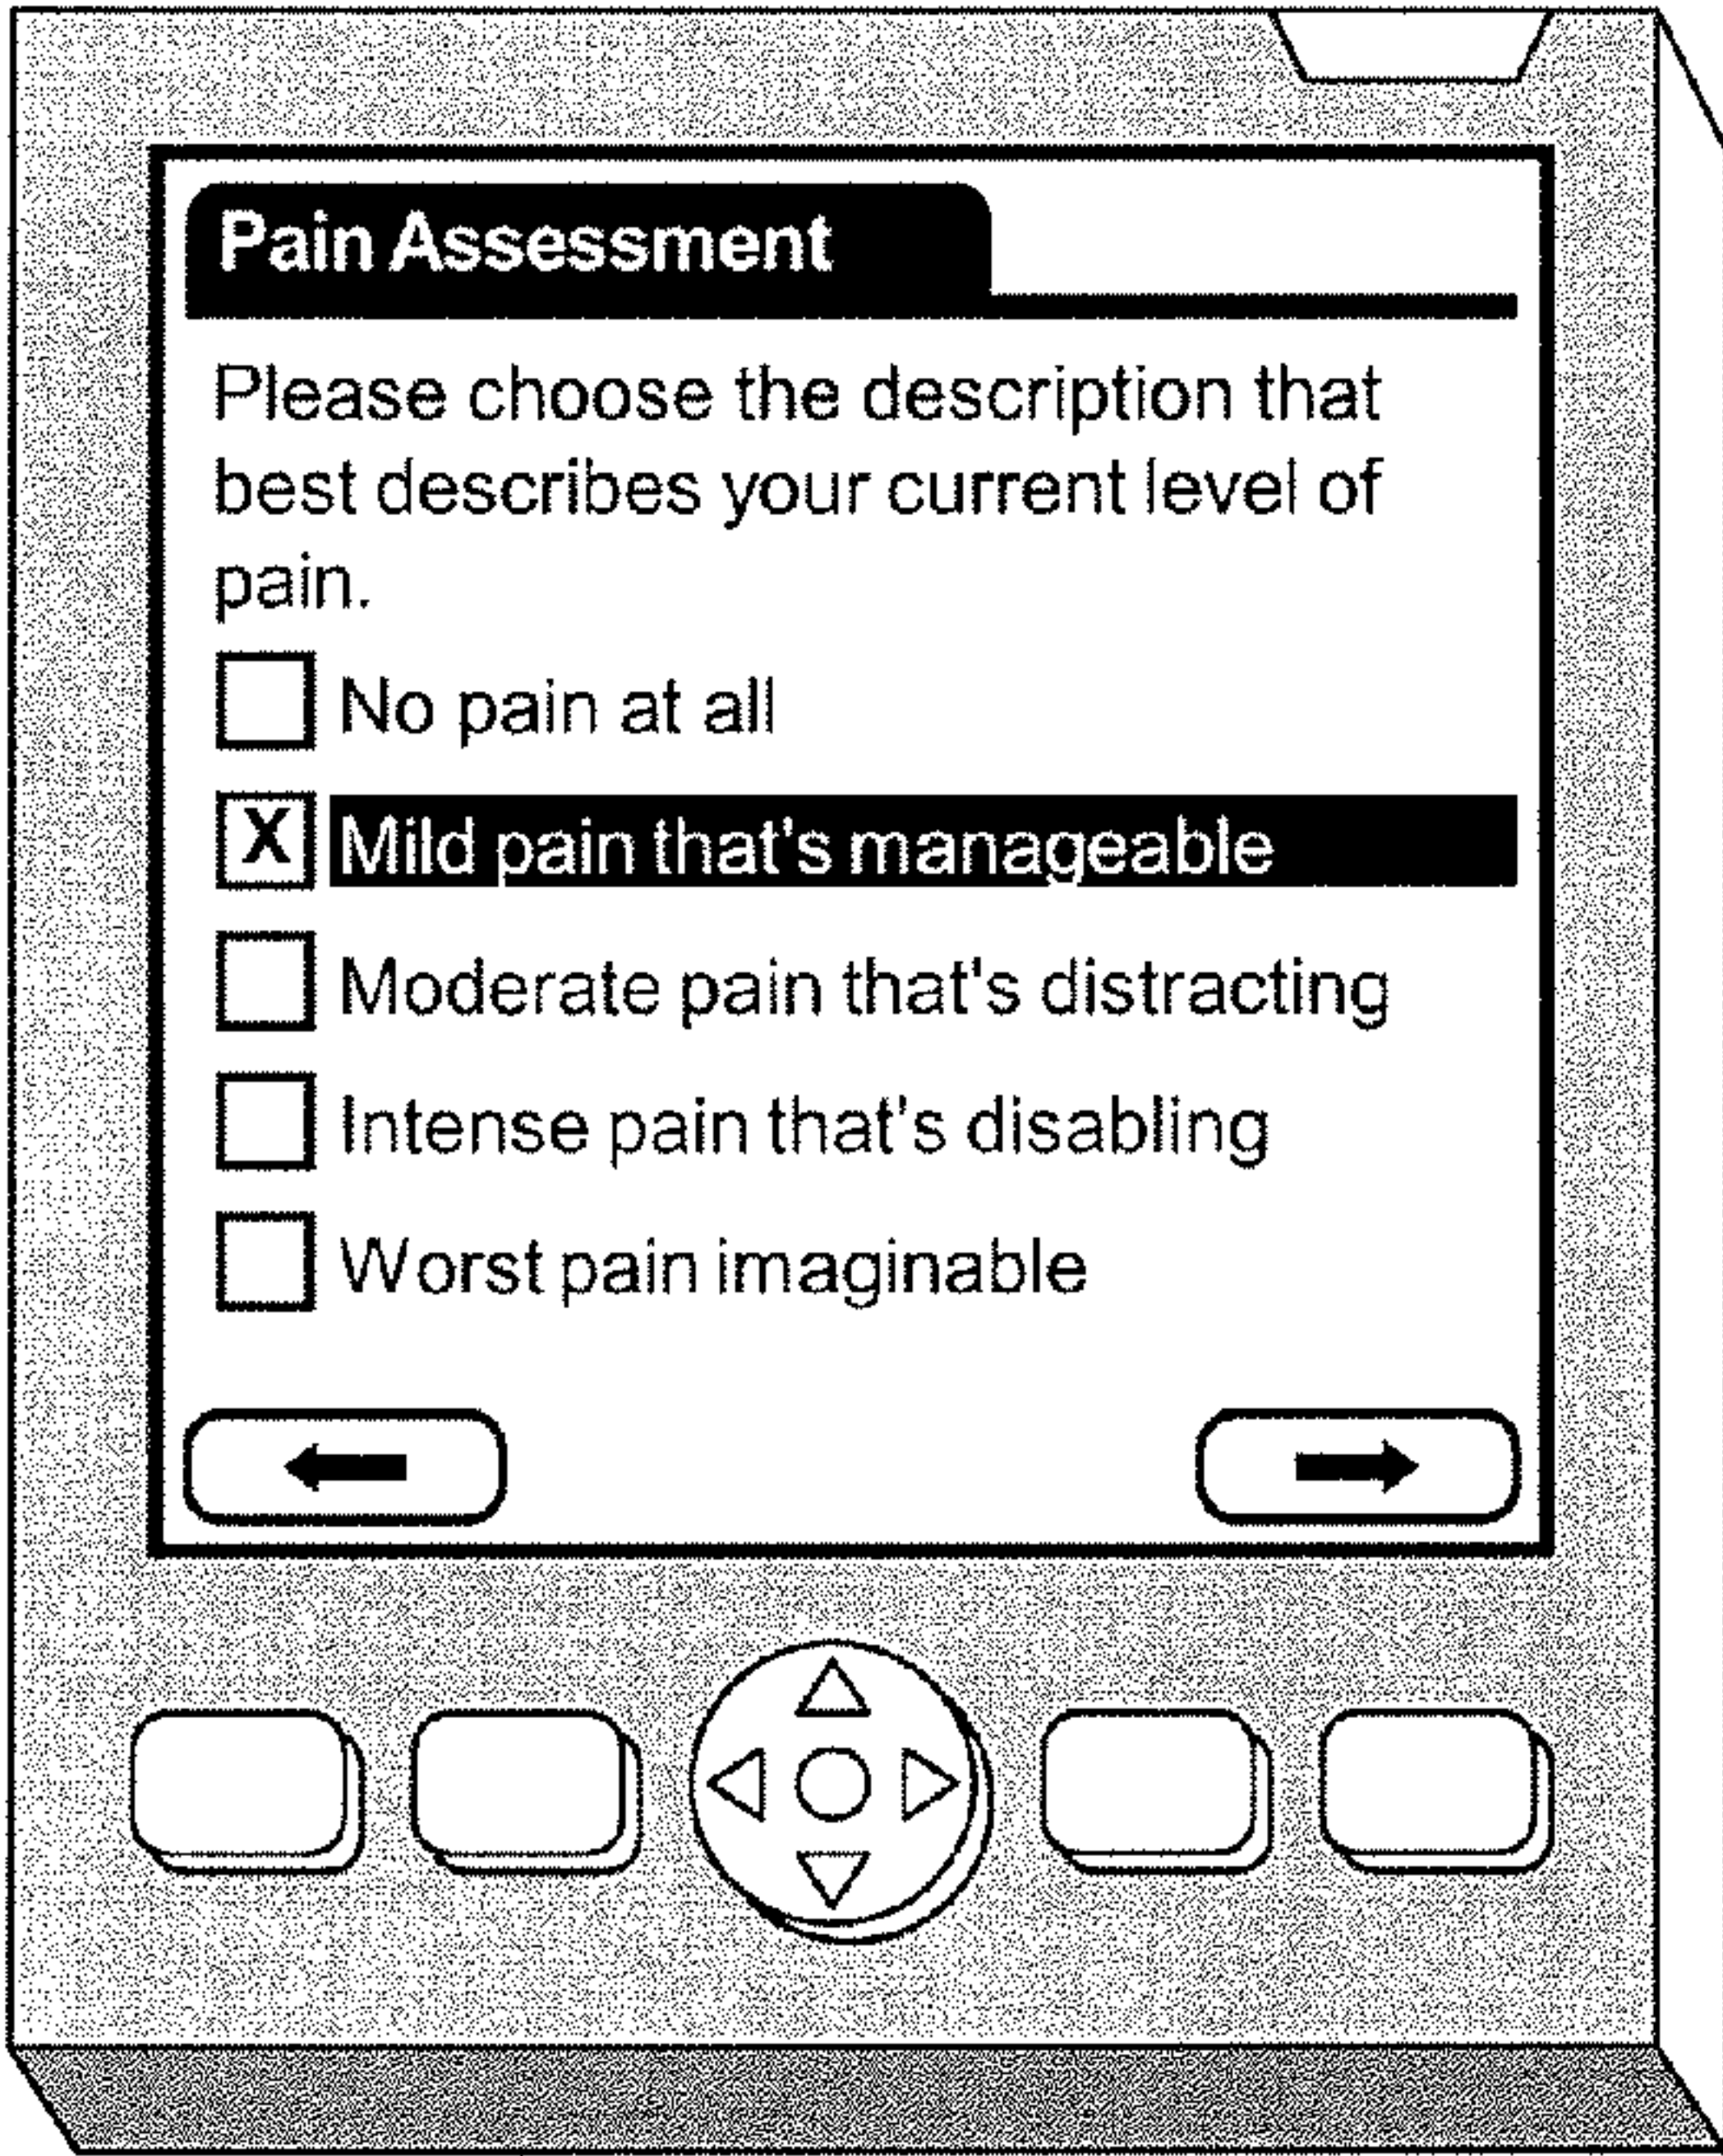 Pain Assessment
Please choose the description that
best describes your current level of
pain.
No pain at all
X Mild pain that's manageable
Moderate pain that's distracting
Intense pain that's disabling
Worst pain imaginable